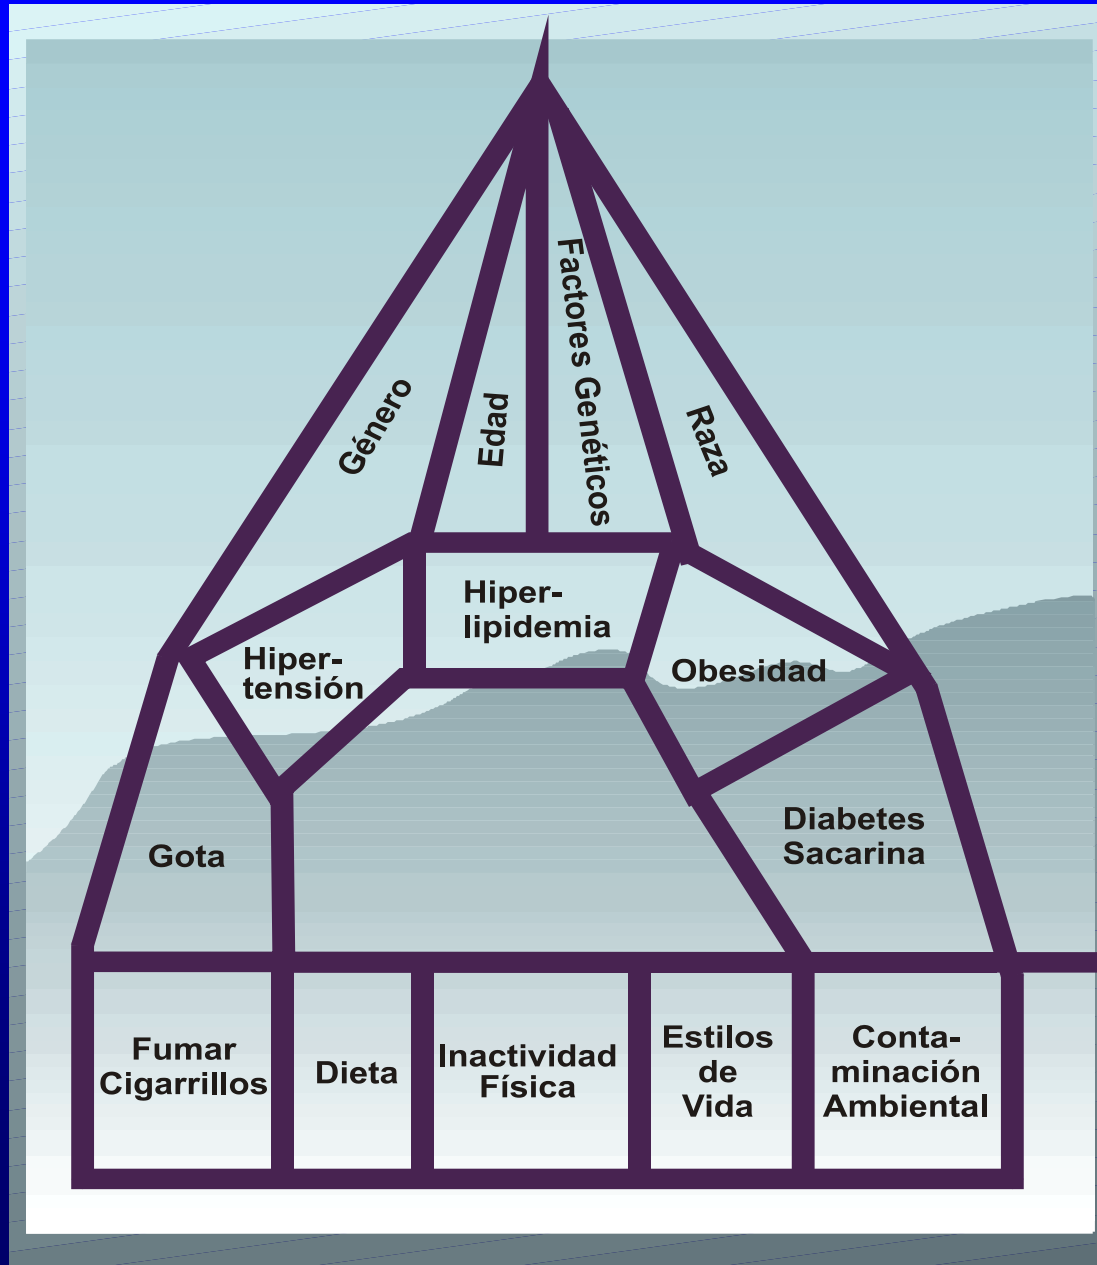 Género
Edad
Factores Genéticos
Raza
Hiper-
lipidemia
Hiper-
tensión
Obesidad
Gota
Diabetes
Sacarina
Fumar
Cigarrillos
Dieta
Inactividad
Física
Estilos
de
Vida
Conta-
minación
Ambiental